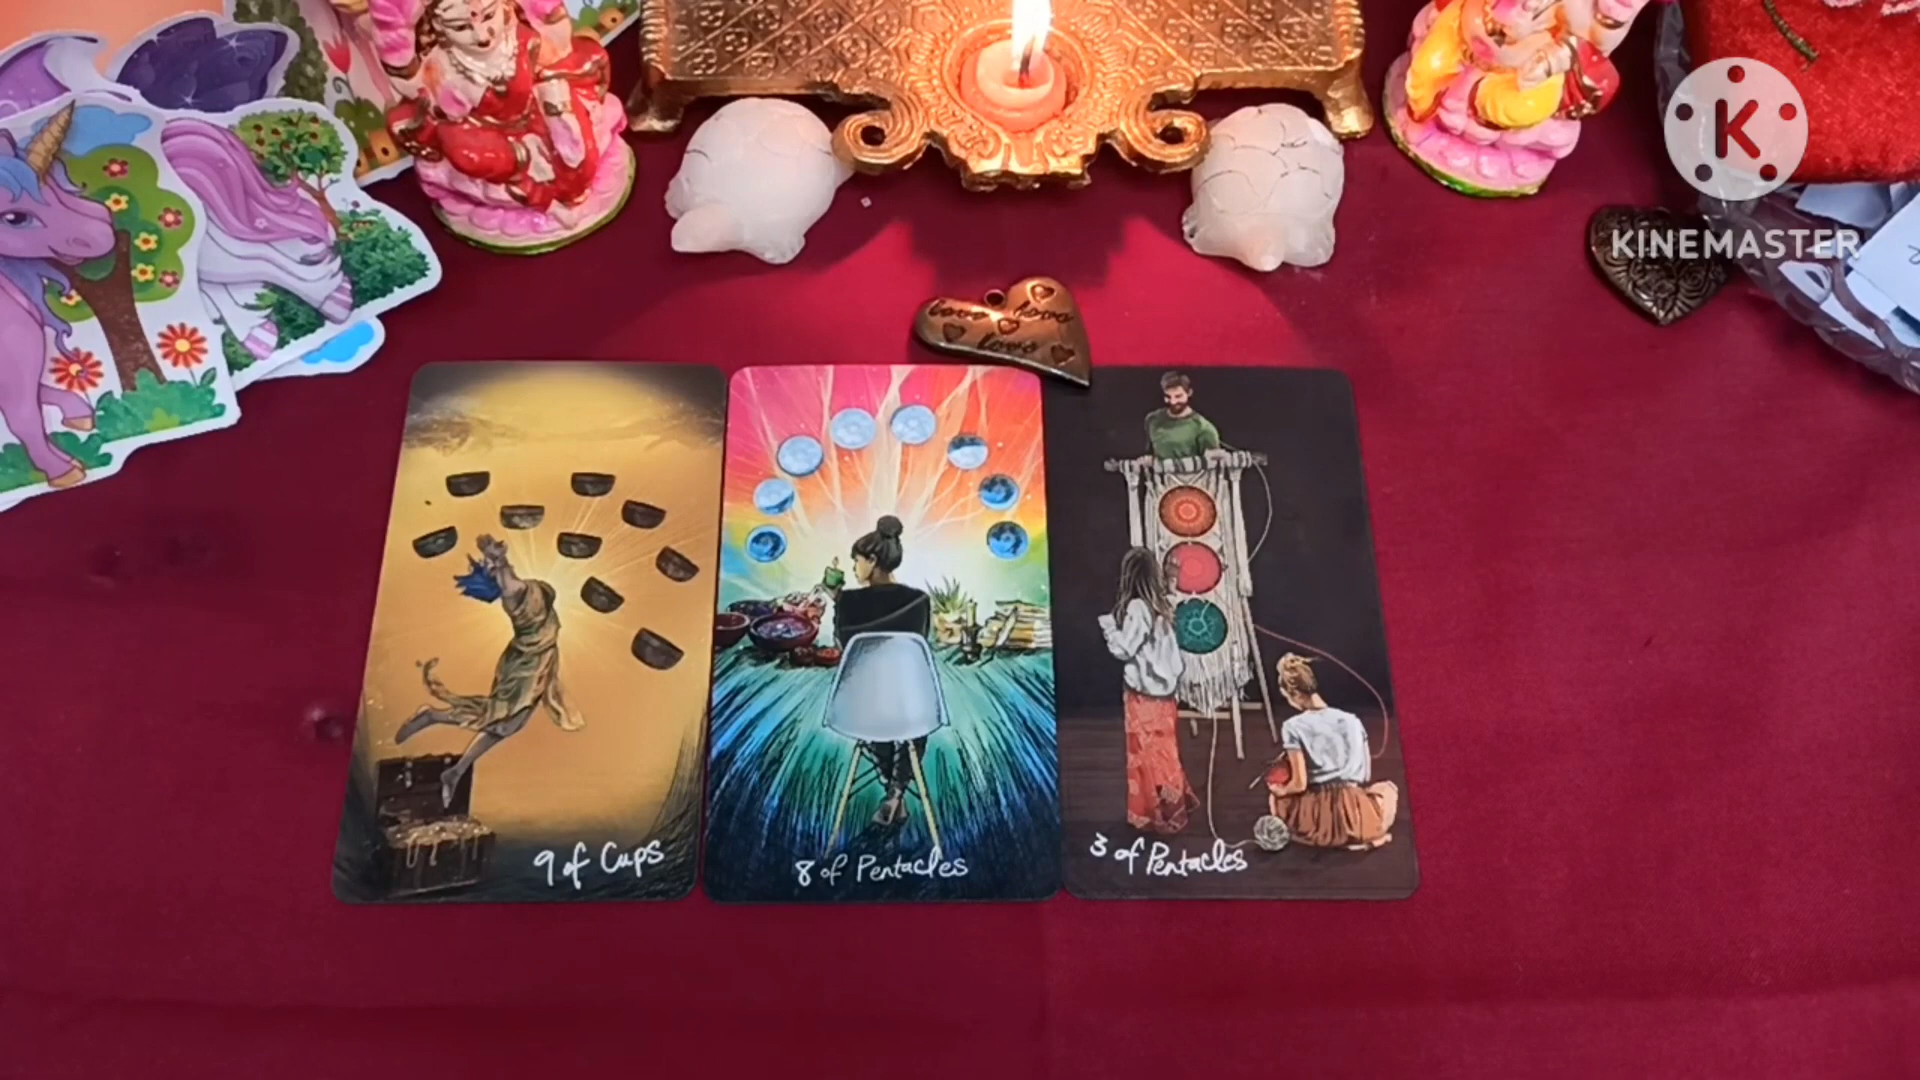 K
KINEMASTER
love love
love
9 of Cups
8 of Pentacles
3 of Pentacles